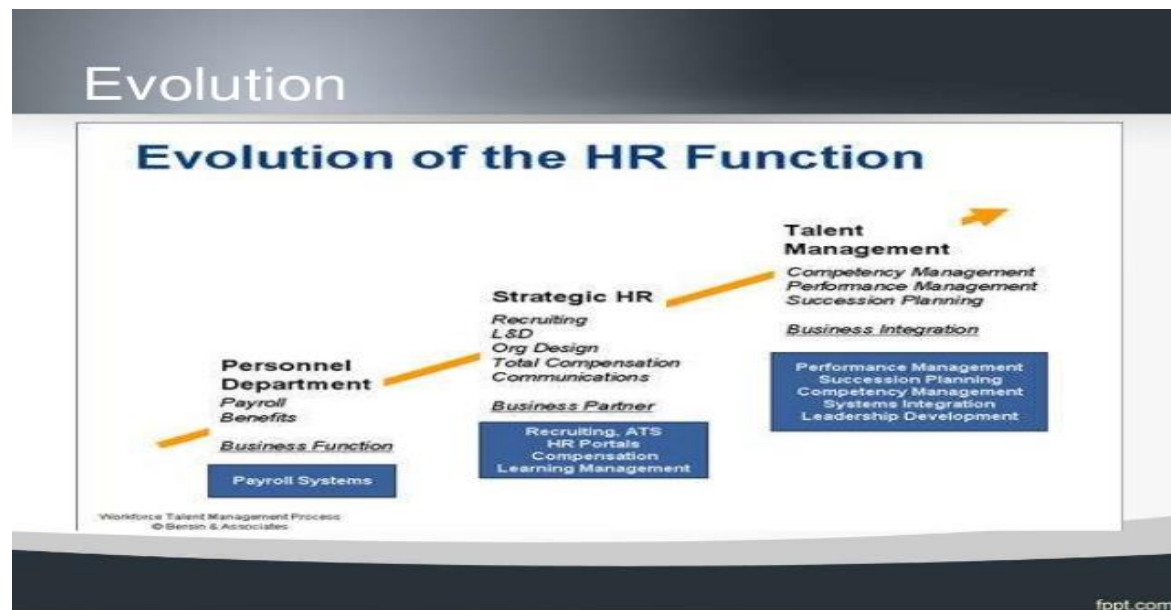 Evolution
Evolution of the HR Function
Personnel
Department
Payroll
Benefits
Business Function
Payroll Systems
Strategic HR
Recruiting
L&D
Org Design
Total Compensation
Communications
Business Partner
Recruiting, ATS
HR Portals
Compensation
Learning Management
Talent
Management
Competency Management
Performance Management
Succession Planning
Business Integration
Performance Management
Succession Planning
Competency Management
Systems Integration
Leadership Development
Workforce Talent Management Process
© Bersin & Associates
fppt.com